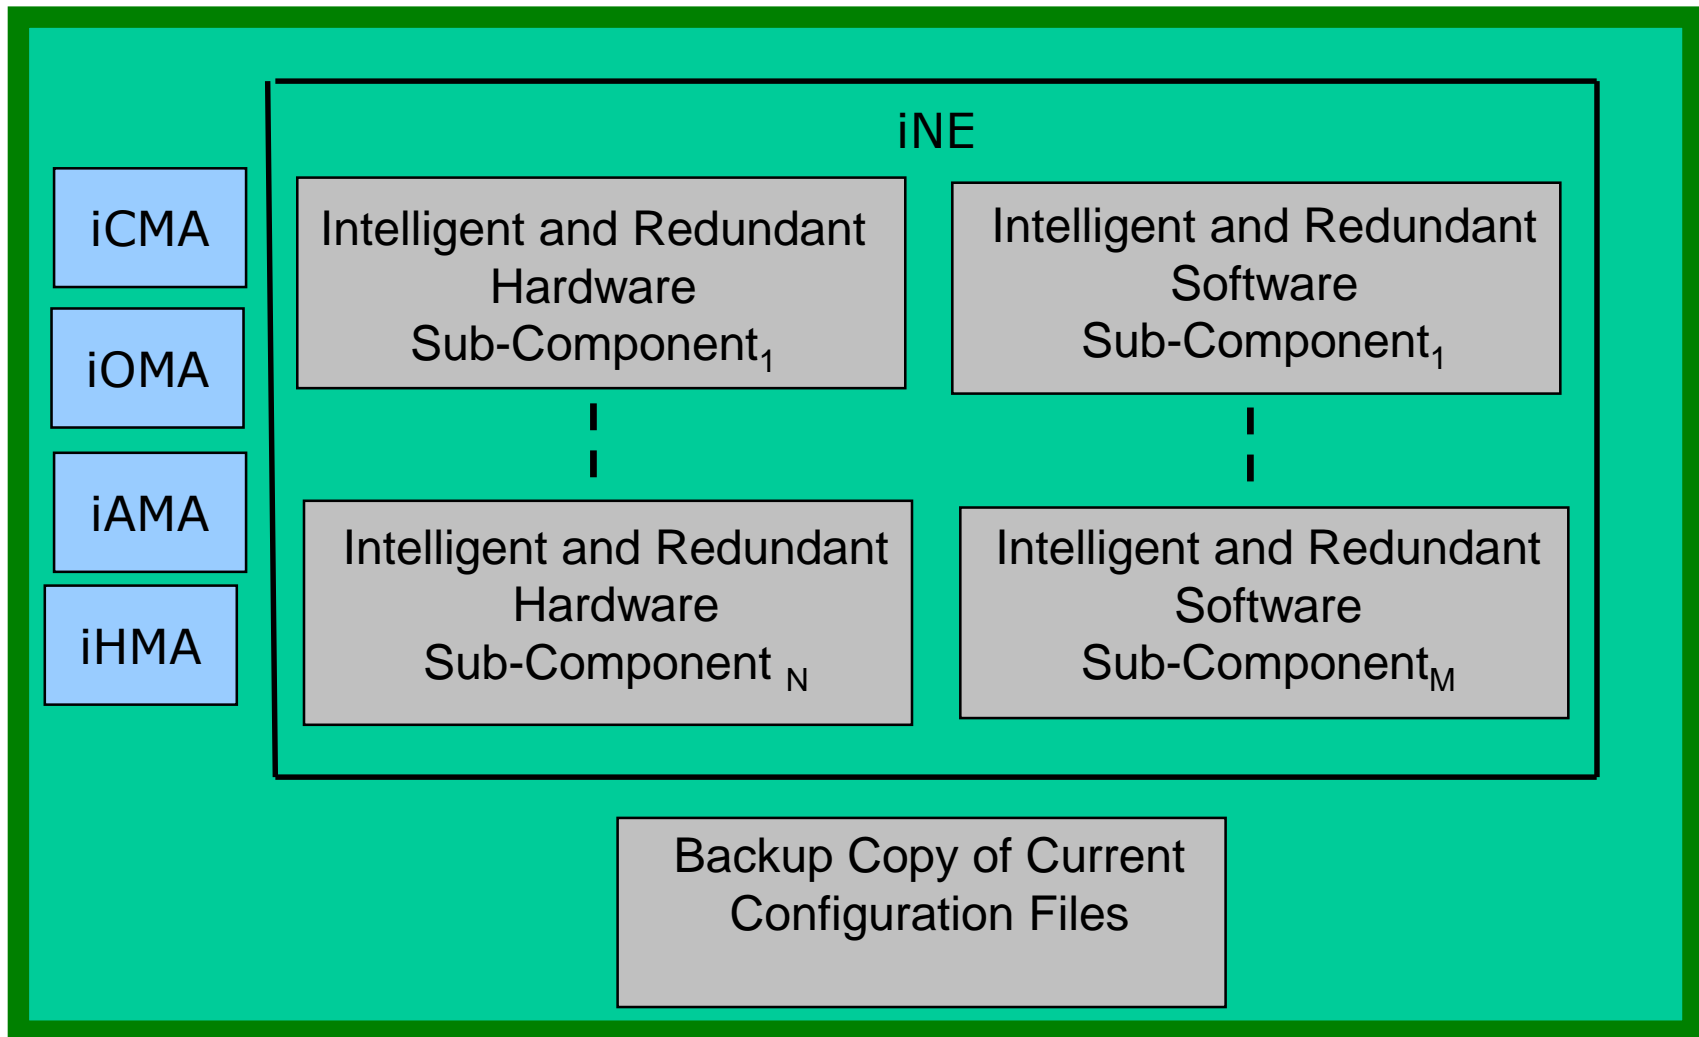 iNE
iCMA
iOMA
iAMA
iHMA
Intelligent and Redundant
Hardware
Sub-Component₁
Intelligent and Redundant
Software
Sub-Component₁
Intelligent and Redundant
Hardware
Sub-Component N
Intelligent and Redundant
Software
Sub-ComponentM
Backup Copy of Current
Configuration Files